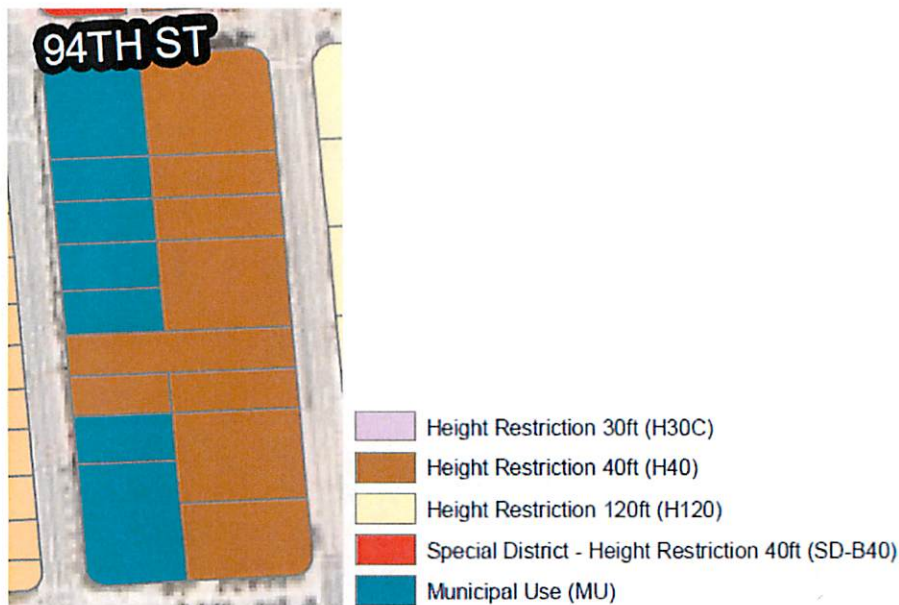 94TH ST
Height Restriction 30ft (H30C)
Height Restriction 40ft (H40)
Height Restriction 120ft (H120)
Special District - Height Restriction 40ft (SD-B40)
Municipal Use (MU)